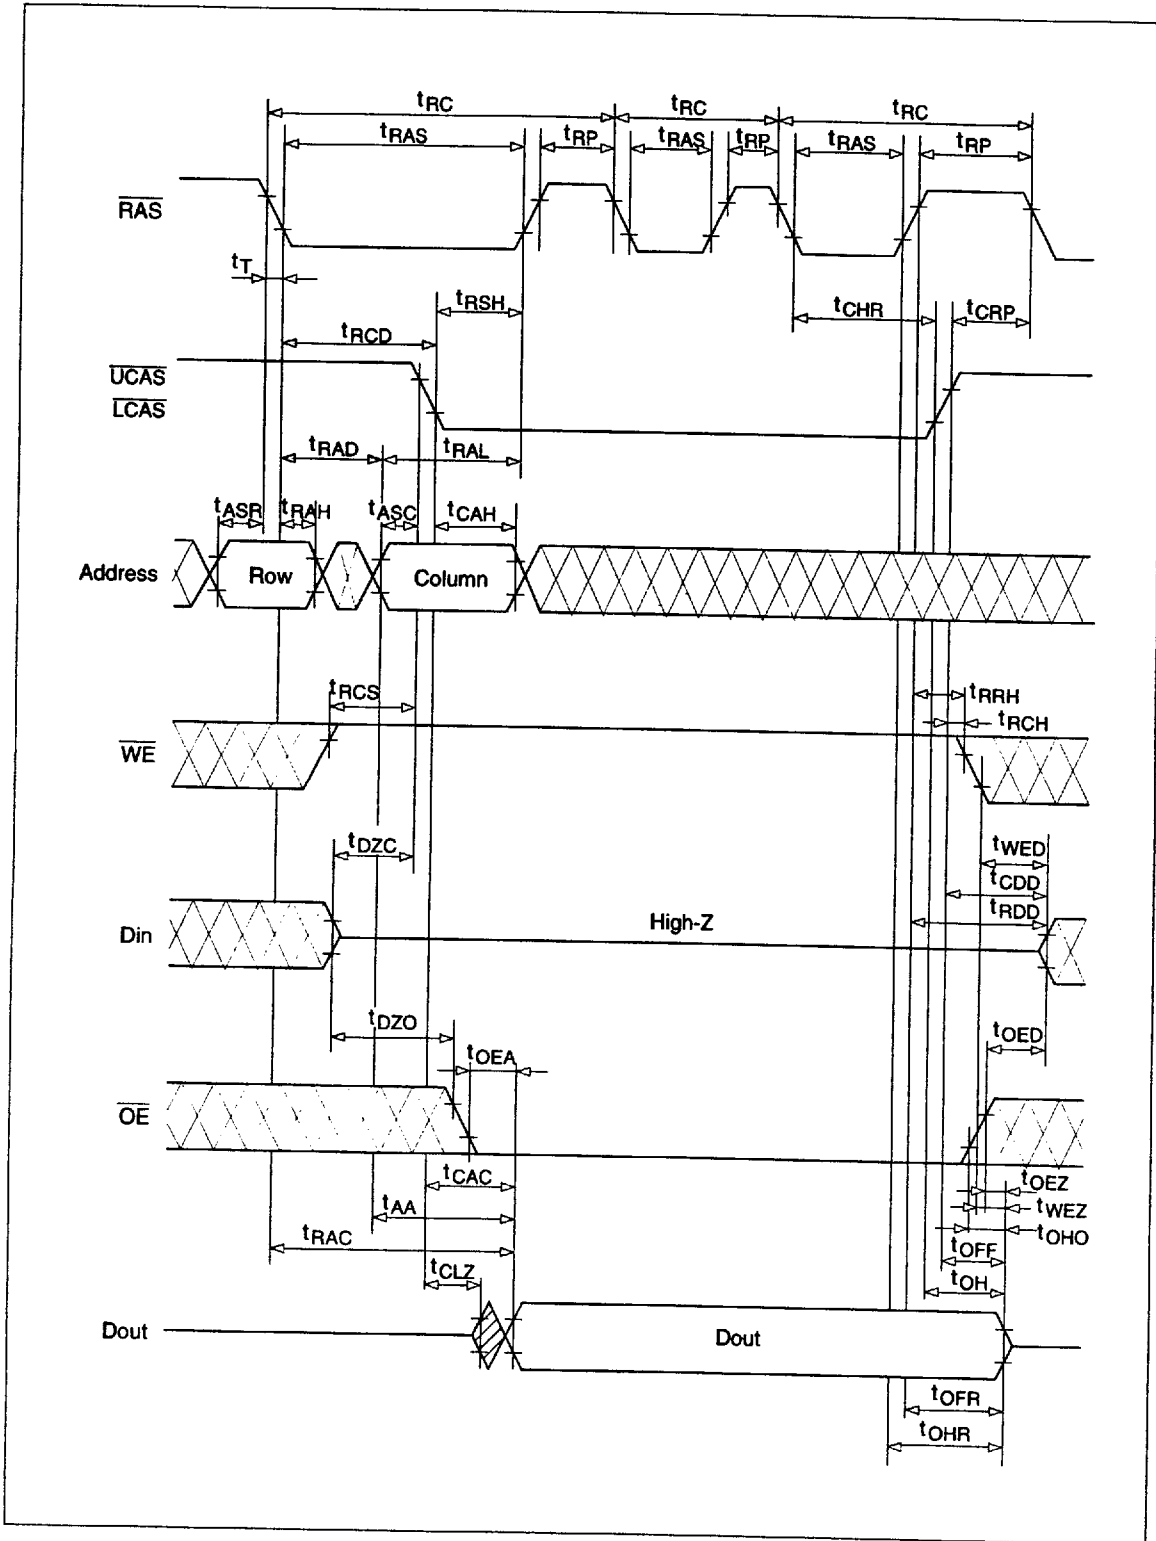 tRC tRC tRC
tRAS tRP tRAS tRP tRAS tRP
RAS
tT
tRSH tCHR tCRP
tRCD
UCAS
LCAS
tRAD tRAL
tASR tRAH tASC tCAH
Address Row Column
tRCS tRRH
tRCH
WE
tDZC tWED
tCDD
tRDD
Din High-Z
tDZO tOED
tOEA
OE
tCAC tOEZ
tAA tWEZ
tRAC tOHO
tOFF
tCLZ tOH
Dout Dout
tOFR
tOHR